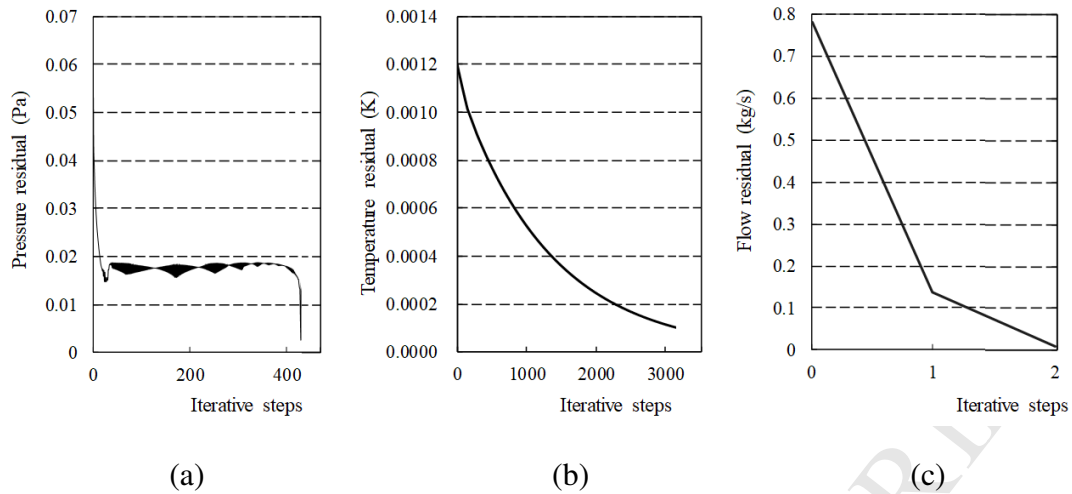 Pressure residual (Pa)
0.07
0.06
0.05
0.04
0.03
0.02
0.01
0
0 200 400
Iterative steps
(a)
Temperature residual (K)
0.0014
0.0012
0.0010
0.0008
0.0006
0.0004
0.0002
0.0000
0 1000 2000 3000
Iterative steps
(b)
Flow residual (kg/s)
0.8
0.7
0.6
0.5
0.4
0.3
0.2
0.1
0
0 1 2
Iterative steps
(c)